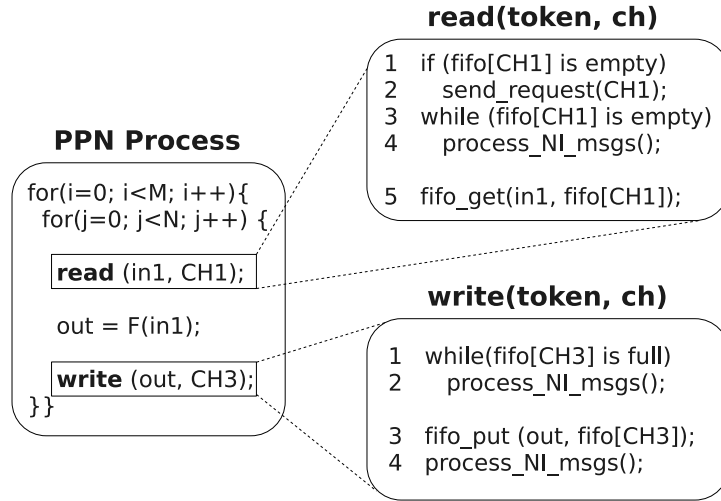 PPN Process
for(i=0; i<M; i++){
for(j=0; j<N; j++) {
read (in1, CH1);
out = F(in1);
write (out, CH3);
}}
read(token, ch)
1 if (fifo[CH1] is empty)
2 send_request(CH1);
3 while (fifo[CH1] is empty)
4 process_NI_msgs();
5 fifo_get(in1, fifo[CH1]);
write(token, ch)
1 while(fifo[CH3] is full)
2 process_NI_msgs();
3 fifo_put (out, fifo[CH3]);
4 process_NI_msgs();